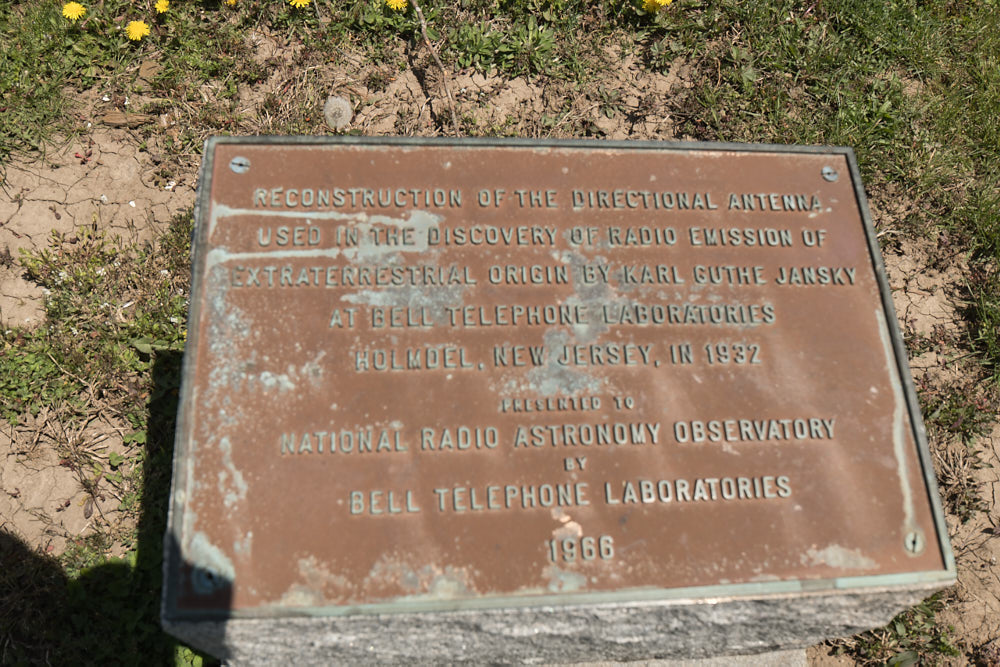 RECONSTRUCTION OF THE DIRECTIONAL ANTENNA
USED IN THE DISCOVERY OF RADIO EMISSION OF
EXTRATERRESTRIAL ORIGIN BY KARL GUTHE JANSKY
AT BELL TELEPHONE LABORATORIES
HOLMDEL, NEW JERSEY, IN 1932
PRESENTED TO
NATIONAL RADIO ASTRONOMY OBSERVATORY
BY
BELL TELEPHONE LABORATORIES
1966